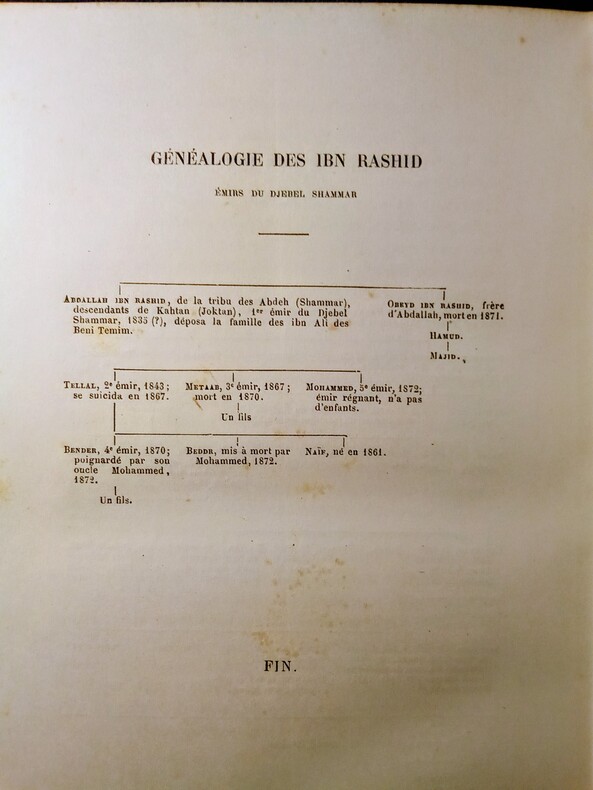 GÉNÉALOGIE DES IBN RASHID
ÉMIRS DU DJEBEL SHAMMAR
ABDALLAH IBN RASHID, de la tribu des Abdeh (Shammar),
descendants de Kahtan (Joktan), 1er émir du Djebel
Shammar, 1835 (?), déposa la famille des ibn Ali des
Beni Temim.
OBEYD IBN RASHID, frère
d'Abdallah, mort en 1871.
HAMUD.
MAJID.
TELLAL, 2e émir, 1843;
se suicida en 1867.
METAAB, 3e émir, 1867;
mort en 1870.
Un fils
MOHAMMED, 5e émir, 1872;
émir régnant, n'a pas
d'enfants.
BENDER, 4e émir, 1870;
poignardé par son
oucle Mohammed,
1872.
Un fils.
BEDDR, mis à mort par
Mohammed, 1872.
NAÏF, né en 1861.
FIN.